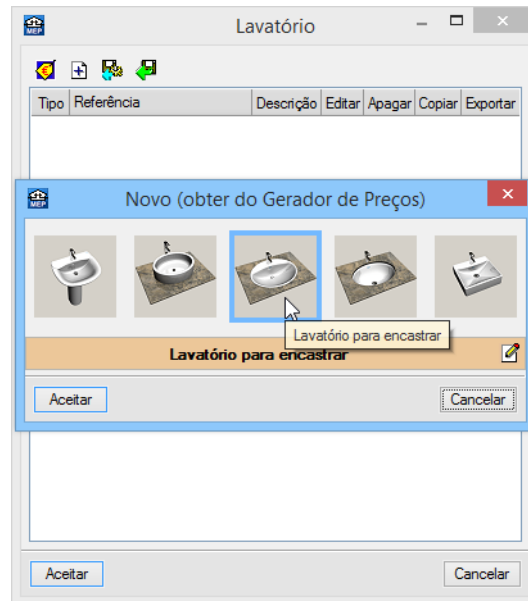 MEP
Lavatório
Tipo Referência Descrição Editar Apagar Copiar Exportar
MEP
Novo (obter do Gerador de Preços)
Lavatório para encastrar
Lavatório para encastrar
Aceitar Cancelar
Aceitar Cancelar